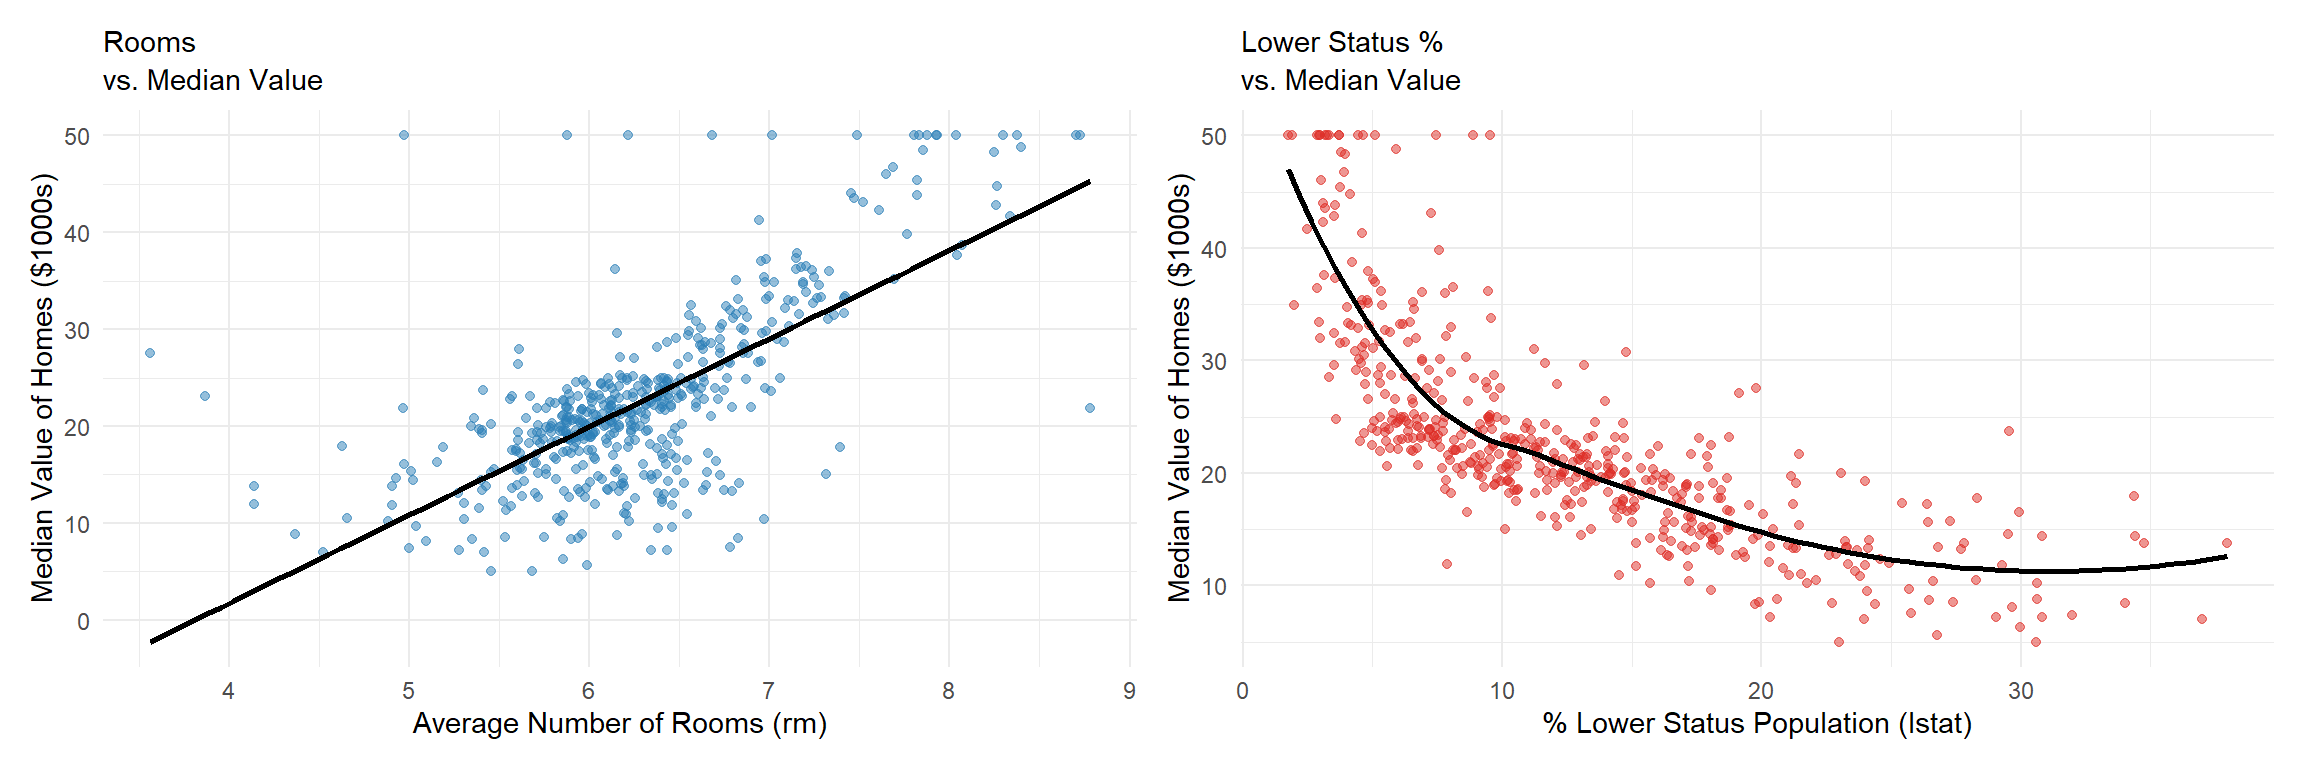 Rooms
vs. Median Value
Median Value of Homes ($1000s)
50
40
30
20
10
0
4 5 6 7 8 9
Average Number of Rooms (rm)
Lower Status %
vs. Median Value
Median Value of Homes ($1000s)
50
40
30
20
10
0 10 20 30
% Lower Status Population (lstat)